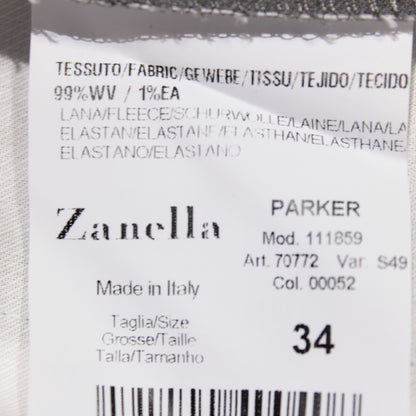 TESSUTO/FABRIC/GEWEBE/TISSU/TEJIDO/TECIDO
99%WV / 1%EA
LANA/FLEECE/SCHURWOLLE/LAINE/LANA/LA
ELASTAN/ELASTANE/ELASTHAN/ELASTHANE/
ELASTANO/ELASTANO
Zanella
PARKER
Mod. 111859
Art. 70772 Var. S49
Col. 00052
Made in Italy
Taglia/Size
Grosse/Taille
Talla/Tamanho
34